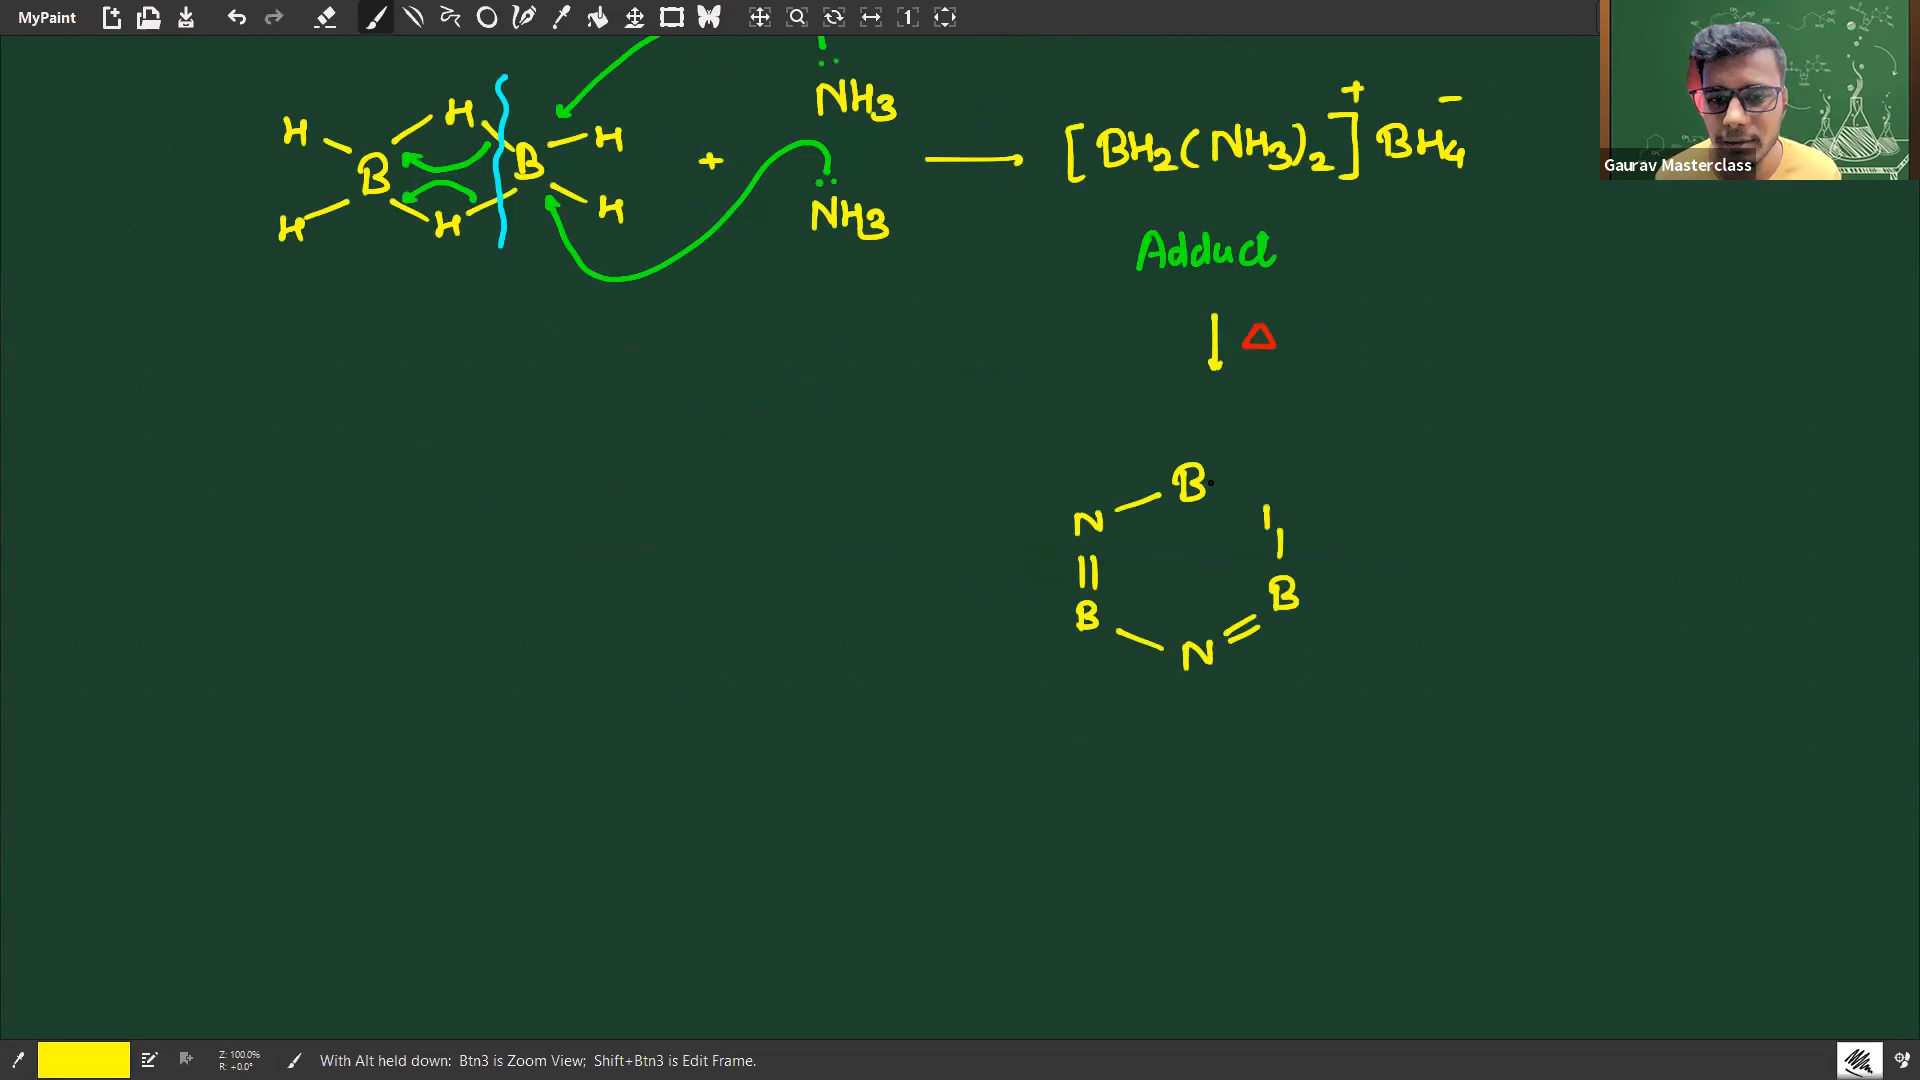 MyPaint
1
NH3
H H B B H H H H + NH3 ⟶ [BH2(NH3)2]+ BH4−
Adduct
Δ
B
N
B
B
N
Gaurav Masterclass
Z: 100.0%
R: +0.0°
With Alt held down: Btn3 is Zoom View; Shift+Btn3 is Edit Frame.